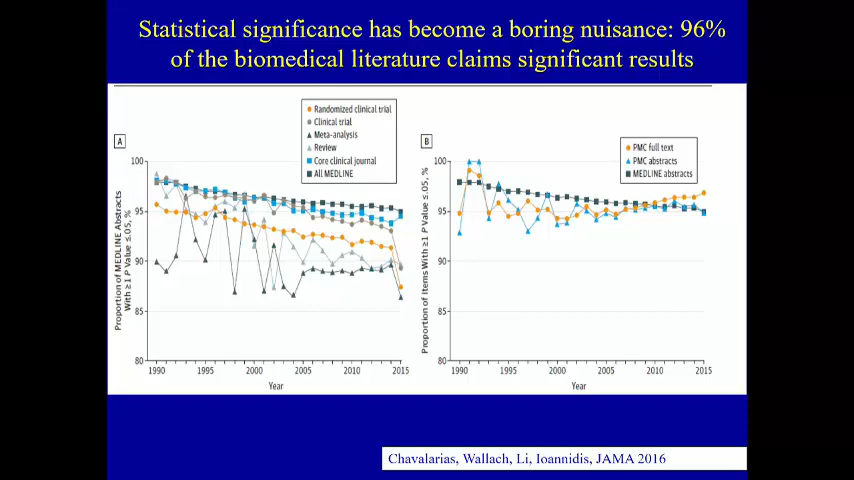 Statistical significance has become a boring nuisance: 96%
of the biomedical literature claims significant results
A
Randomized clinical trial
Clinical trial
Meta-analysis
Review
Core clinical journal
All MEDLINE
Proportion of MEDLINE Abstracts
With ≥1 P Value ≤.05, %
100
95
90
85
80
1990
1995
2000
2005
2010
2015
Year
B
PMC full text
PMC abstracts
MEDLINE abstracts
Proportion of Items With ≥1 P Value ≤.05, %
100
95
90
85
80
1990
1995
2000
2005
2010
2015
Year
Chavalarias, Wallach, Li, Ioannidis, JAMA 2016